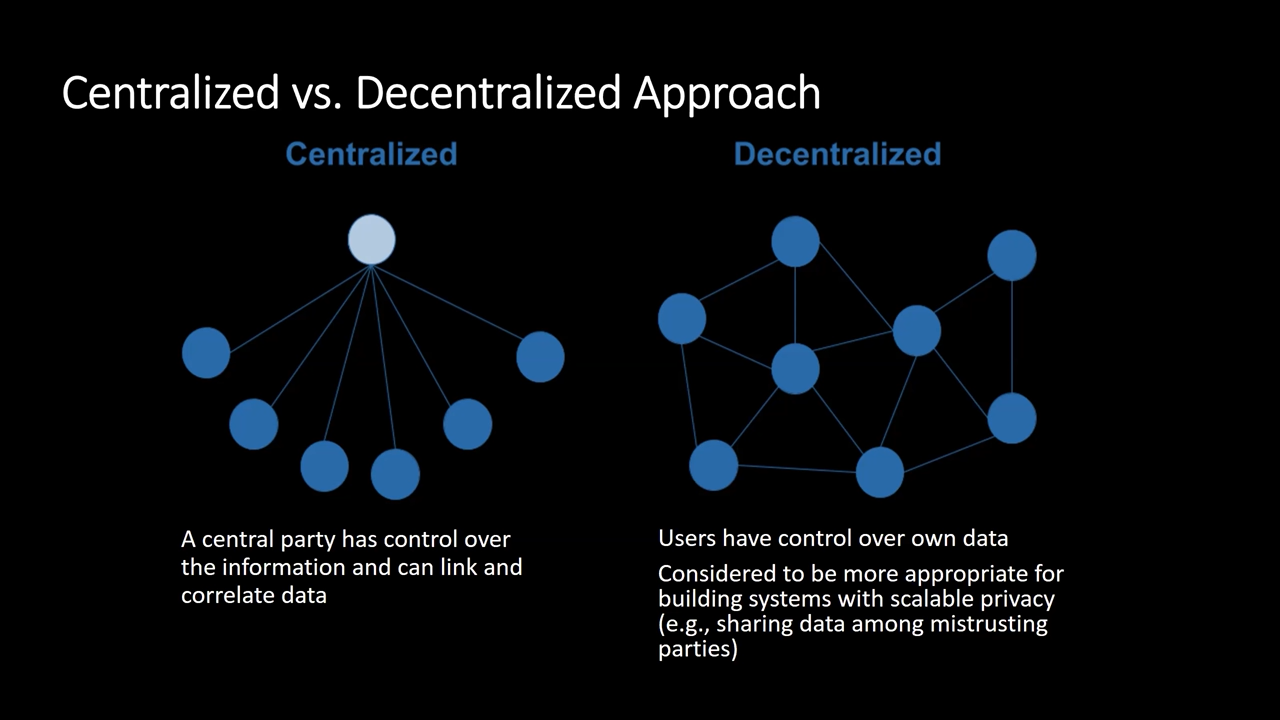 Centralized vs. Decentralized Approach
Centralized
Decentralized
A central party has control over
the information and can link and
correlate data
Users have control over own data
Considered to be more appropriate for
building systems with scalable privacy
(e.g., sharing data among mistrusting
parties)